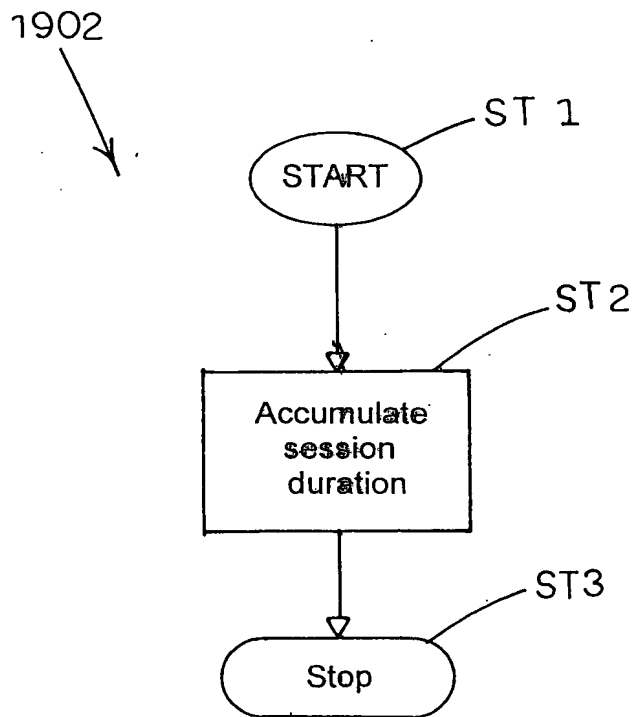 1902
ST 1
START
ST2
Accumulate
session
duration
ST3
Stop